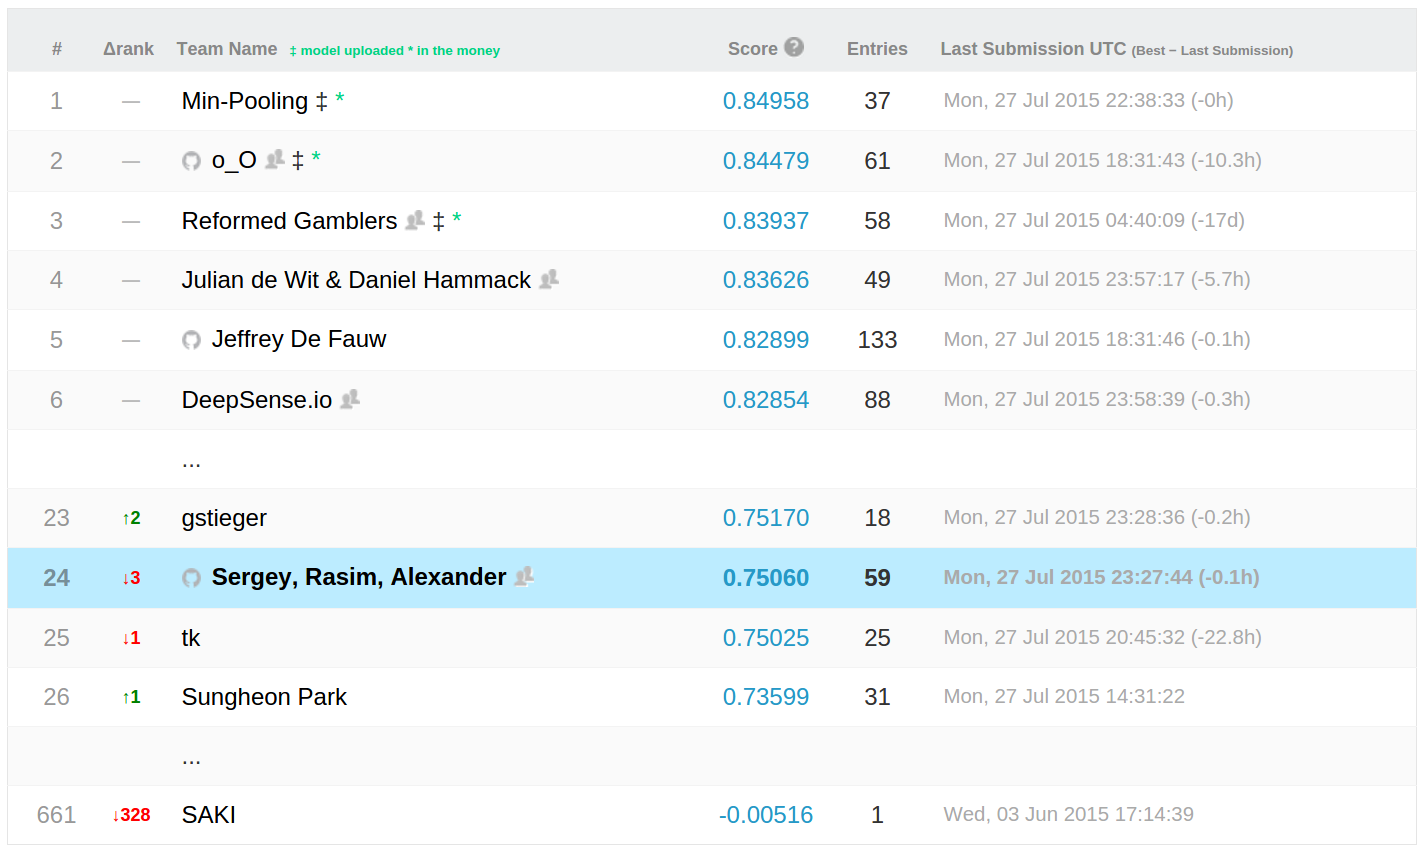 # Δrank Team Name ‡ model uploaded * in the money Score ? Entries Last Submission UTC (Best − Last Submission)
1 — Min-Pooling ‡ * 0.84958 37 Mon, 27 Jul 2015 22:38:33 (-0h)
2 — o_O ‡ * 0.84479 61 Mon, 27 Jul 2015 18:31:43 (-10.3h)
3 — Reformed Gamblers ‡ * 0.83937 58 Mon, 27 Jul 2015 04:40:09 (-17d)
4 — Julian de Wit & Daniel Hammack 0.83626 49 Mon, 27 Jul 2015 23:57:17 (-5.7h)
5 — Jeffrey De Fauw 0.82899 133 Mon, 27 Jul 2015 18:31:46 (-0.1h)
6 — DeepSense.io 0.82854 88 Mon, 27 Jul 2015 23:58:39 (-0.3h)
...
23 ↑2 gstieger 0.75170 18 Mon, 27 Jul 2015 23:28:36 (-0.2h)
24 ↓3 Sergey, Rasim, Alexander 0.75060 59 Mon, 27 Jul 2015 23:27:44 (-0.1h)
25 ↓1 tk 0.75025 25 Mon, 27 Jul 2015 20:45:32 (-22.8h)
26 ↑1 Sungheon Park 0.73599 31 Mon, 27 Jul 2015 14:31:22
...
661 ↓328 SAKI -0.00516 1 Wed, 03 Jun 2015 17:14:39